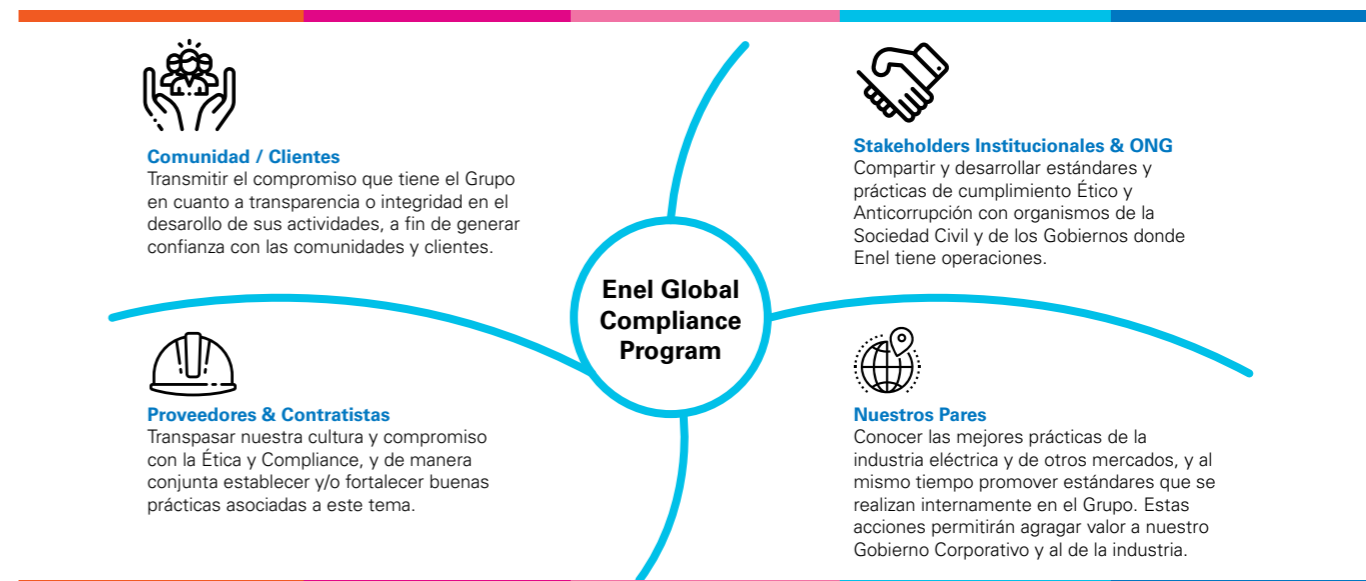 Comunidad / Clientes
Transmitir el compromiso que tiene el Grupo
en cuanto a transparencia o integridad en el
desarollo de sus actividades, a fin de generar
confianza con las comunidades y clientes.
Stakeholders Institucionales & ONG
Compartir y desarrollar estándares y
prácticas de cumplimiento Ético y
Anticorrupción con organismos de la
Sociedad Civil y de los Gobiernos donde
Enel tiene operaciones.
Enel Global
Compliance
Program
Proveedores & Contratistas
Transpasar nuestra cultura y compromiso
con la Ética y Compliance, y de manera
conjunta establecer y/o fortalecer buenas
prácticas asociadas a este tema.
Nuestros Pares
Conocer las mejores prácticas de la
industria eléctrica y de otros mercados, y al
mismo tiempo promover estándares que se
realizan internamente en el Grupo. Estas
acciones permitirán agragar valor a nuestro
Gobierno Corporativo y al de la industria.